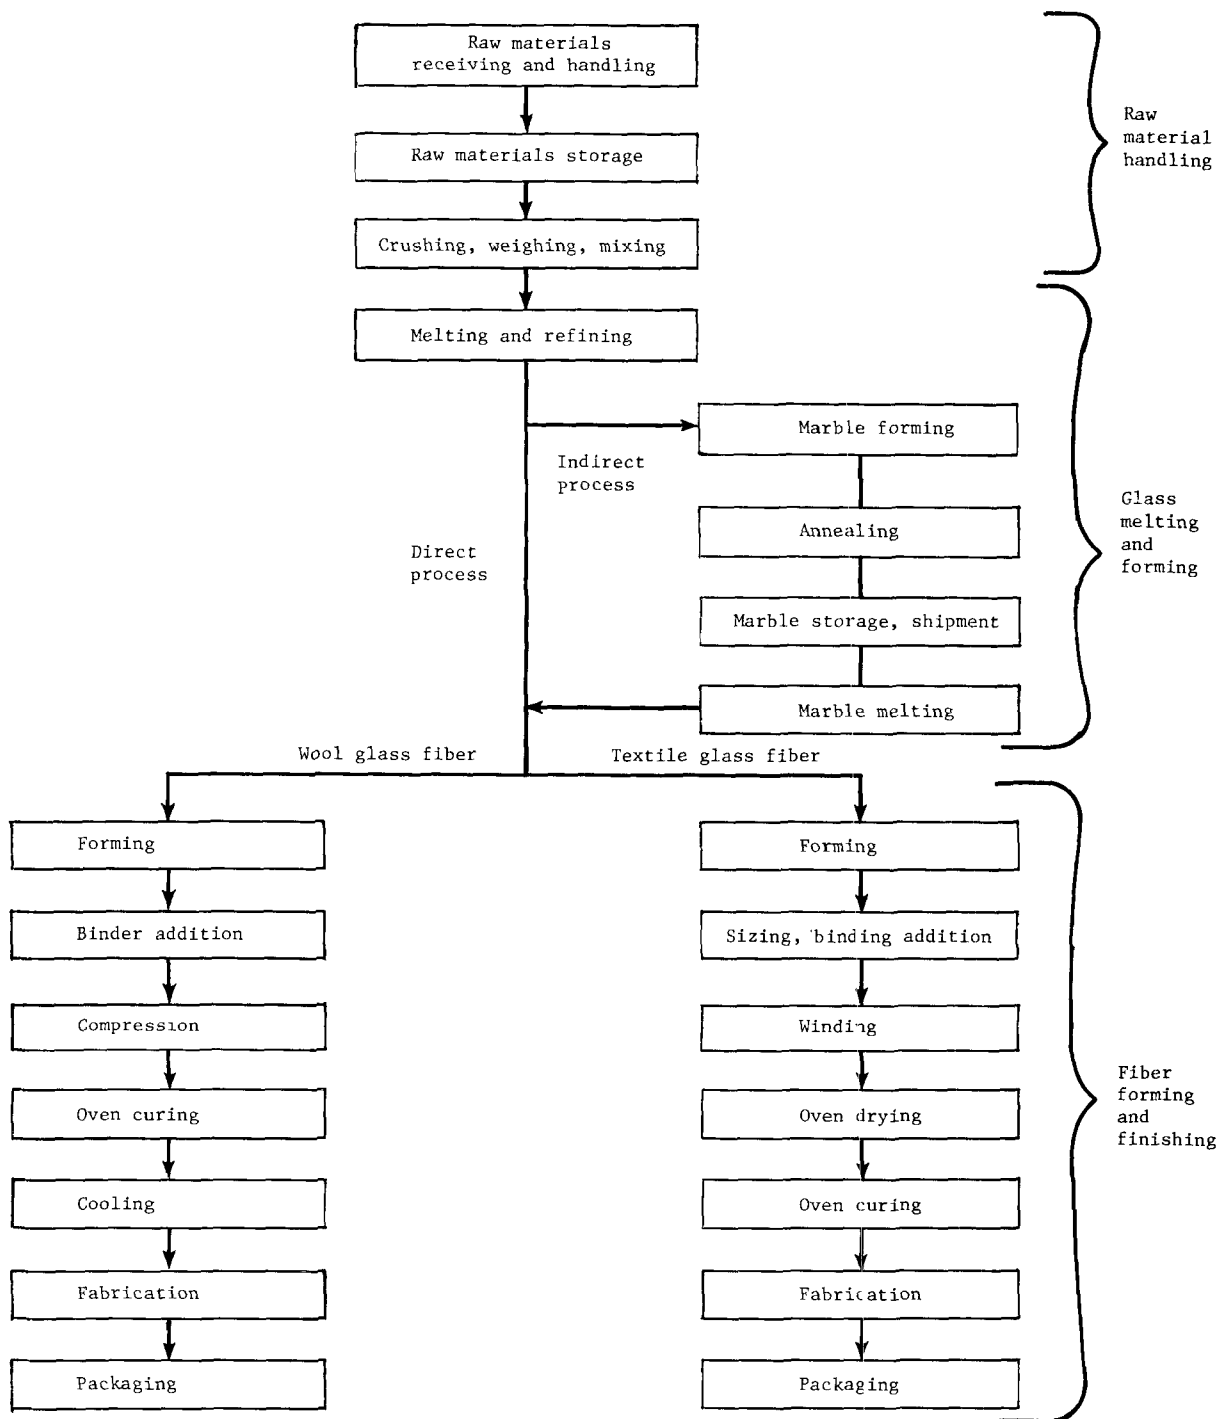 Raw materials
receiving and handling
Raw
material
handling
Raw materials storage
Crushing, weighing, mixing
Melting and refining
Marble forming
Indirect
process
Glass
melting
and
forming
Annealing
Direct
process
Marble storage, shipment
Marble melting
Wool glass fiber
Textile glass fiber
Forming
Binder addition
Compression
Oven curing
Cooling
Fabrication
Packaging
Forming
Sizing, binding addition
Winding
Oven drying
Oven curing
Fabrication
Packaging
Fiber
forming
and
finishing